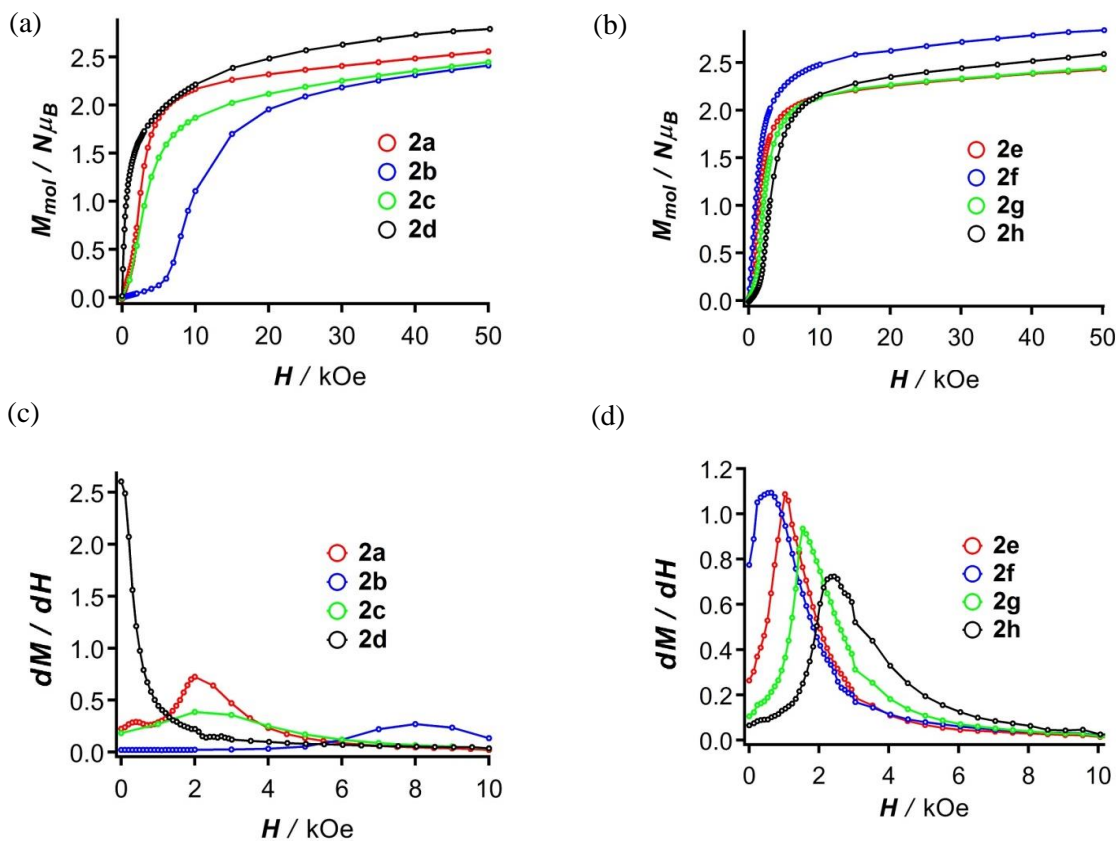 (a)
M_mol / Nμ_B
2.5
2.0
1.5
1.0
0.5
0.0
2a
2b
2c
2d
0 10 20 30 40 50
H / kOe
(b)
M_mol / Nμ_B
2.5
2.0
1.5
1.0
0.5
0.0
2e
2f
2g
2h
0 10 20 30 40 50
H / kOe
(c)
dM / dH
2.5
2.0
1.5
1.0
0.5
0.0
2a
2b
2c
2d
0 2 4 6 8 10
H / kOe
(d)
dM / dH
1.2
1.0
0.8
0.6
0.4
0.2
0.0
2e
2f
2g
2h
0 2 4 6 8 10
H / kOe